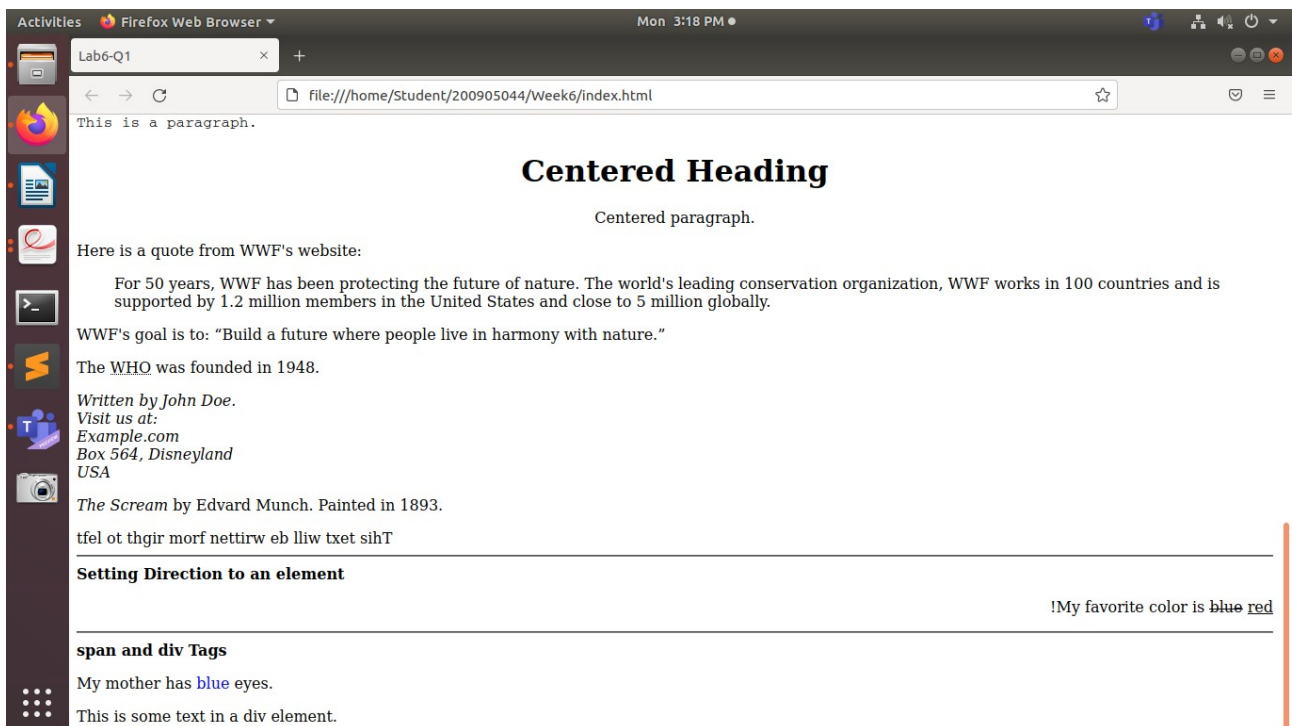 Activities Firefox Web Browser Mon 3:18 PM
Lab6-Q1
file:///home/Student/200905044/Week6/index.html
This is a paragraph.
Centered Heading
Centered paragraph.
Here is a quote from WWF's website:
For 50 years, WWF has been protecting the future of nature. The world's leading conservation organization, WWF works in 100 countries and is
supported by 1.2 million members in the United States and close to 5 million globally.
WWF's goal is to: “Build a future where people live in harmony with nature.”
The WHO was founded in 1948.
Written by John Doe.
Visit us at:
Example.com
Box 564, Disneyland
USA
The Scream by Edvard Munch. Painted in 1893.
tfel ot thgir morf nettirw eb lliw txet sihT
Setting Direction to an element
!My favorite color is blue red
span and div Tags
My mother has blue eyes.
This is some text in a div element.